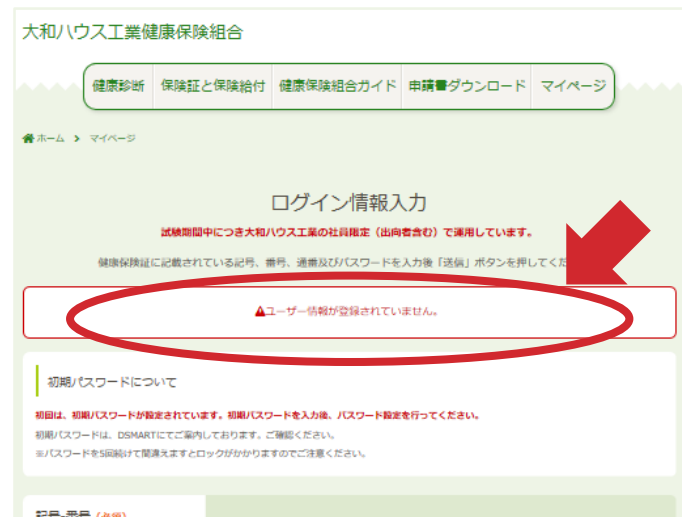 大和ハウス工業健康保険組合
健康診断 保険証と保険給付 健康保険組合ガイド 申請書ダウンロード マイページ
ホーム > マイページ
ログイン情報入力
試験期間中につき大和ハウス工業の社員限定（出向者含む）で運用しています。
健康保険証に記載されている記号、番号、通番及びパスワードを入力後「送信」ボタンを押してくだ
ユーザー情報が登録されていません。
初期パスワードについて
初回は、初期パスワードが設定されています。初期パスワードを入力後、パスワード設定を行ってください。
初期パスワードは、DSMARTにてご案内しております。ご確認ください。
※パスワードを5回続けて間違えますとロックがかかりますのでご注意ください。
記号-番号 (必須)